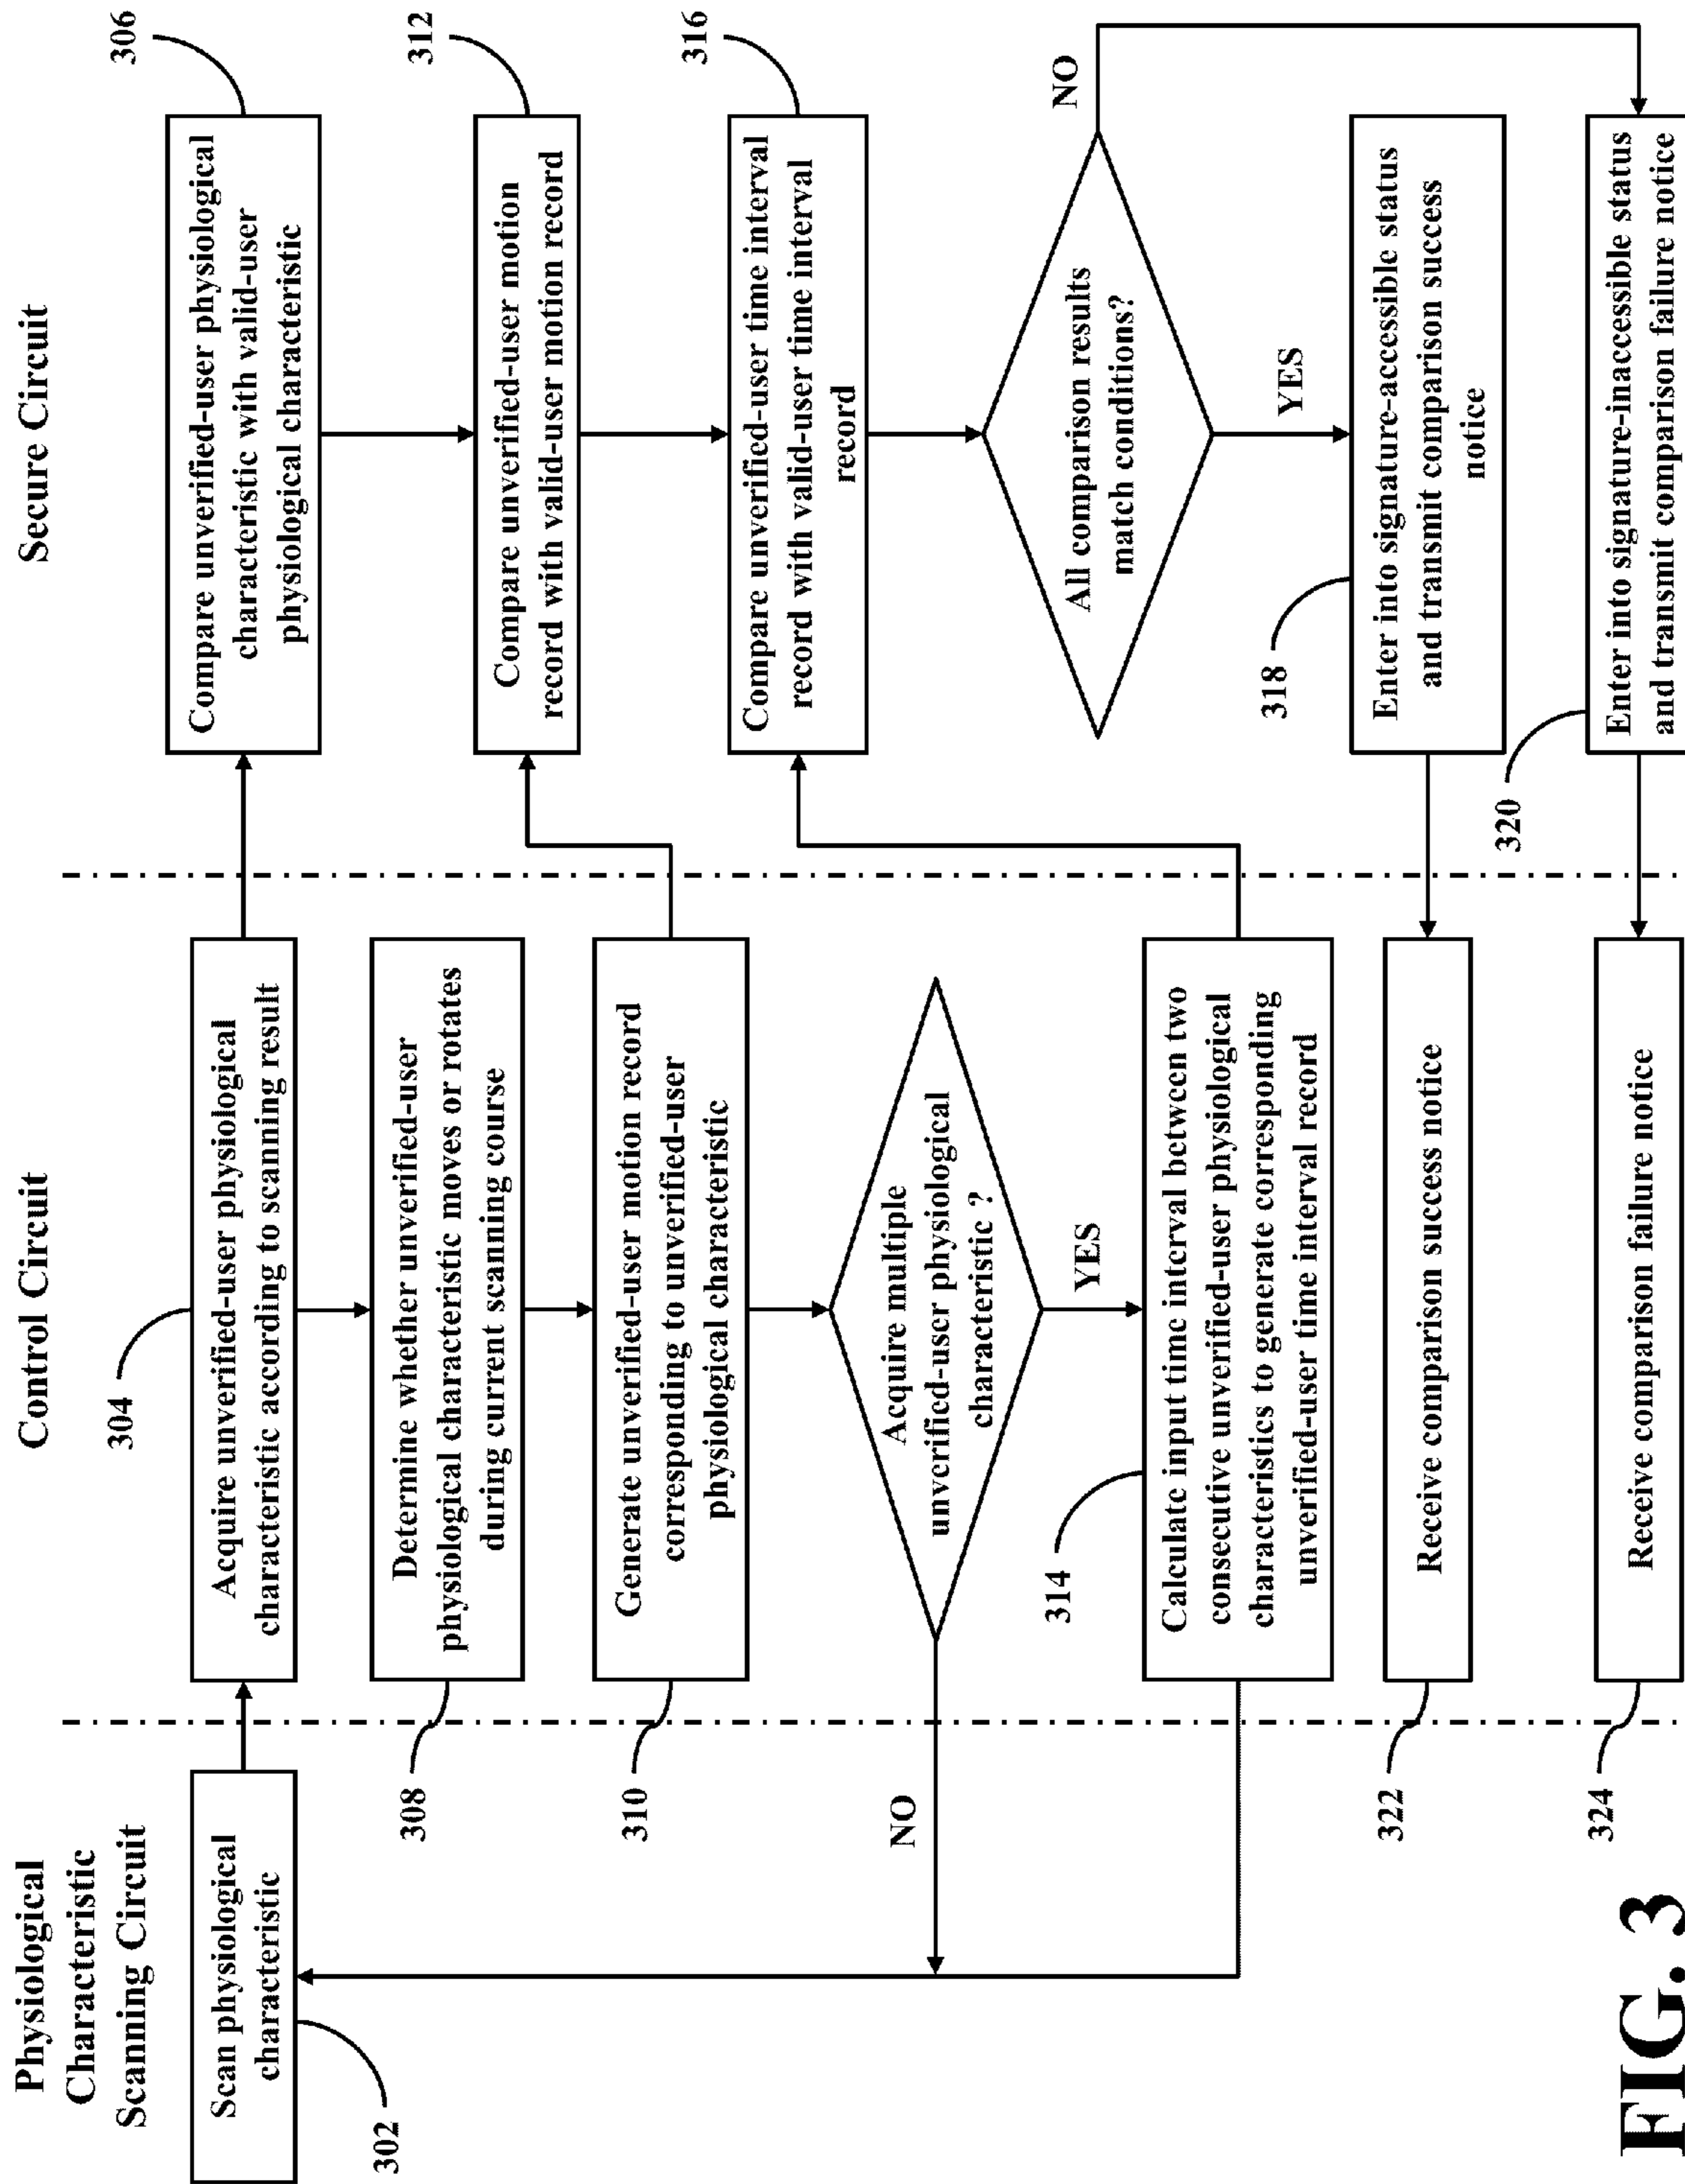 Physiological
Characteristic
Scanning Circuit
Control Circuit
Secure Circuit
Scan physiological
characteristic
302
304
Acquire unverified-user physiological
characteristic according to scanning result
306
Compare unverified-user physiological
characteristic with valid-user
physiological characteristic
308
Determine whether unverified-user
physiological characteristic moves or rotates
during current scanning course
310
Generate unverified-user motion record
corresponding to unverified-user
physiological characteristic
312
Compare unverified-user motion
record with valid-user motion record
Acquire multiple
unverified-user physiological
characteristic ?
NO
YES
314
Calculate input time interval between two
consecutive unverified-user physiological
characteristics to generate corresponding
unverified-user time interval record
316
Compare unverified-user time interval
record with valid-user time interval
record
All comparison results
match conditions?
NO
YES
318
Enter into signature-accessible status
and transmit comparison success
notice
320
Enter into signature-inaccessible status
and transmit comparison failure notice
322
Receive comparison success notice
324
Receive comparison failure notice
FIG. 3